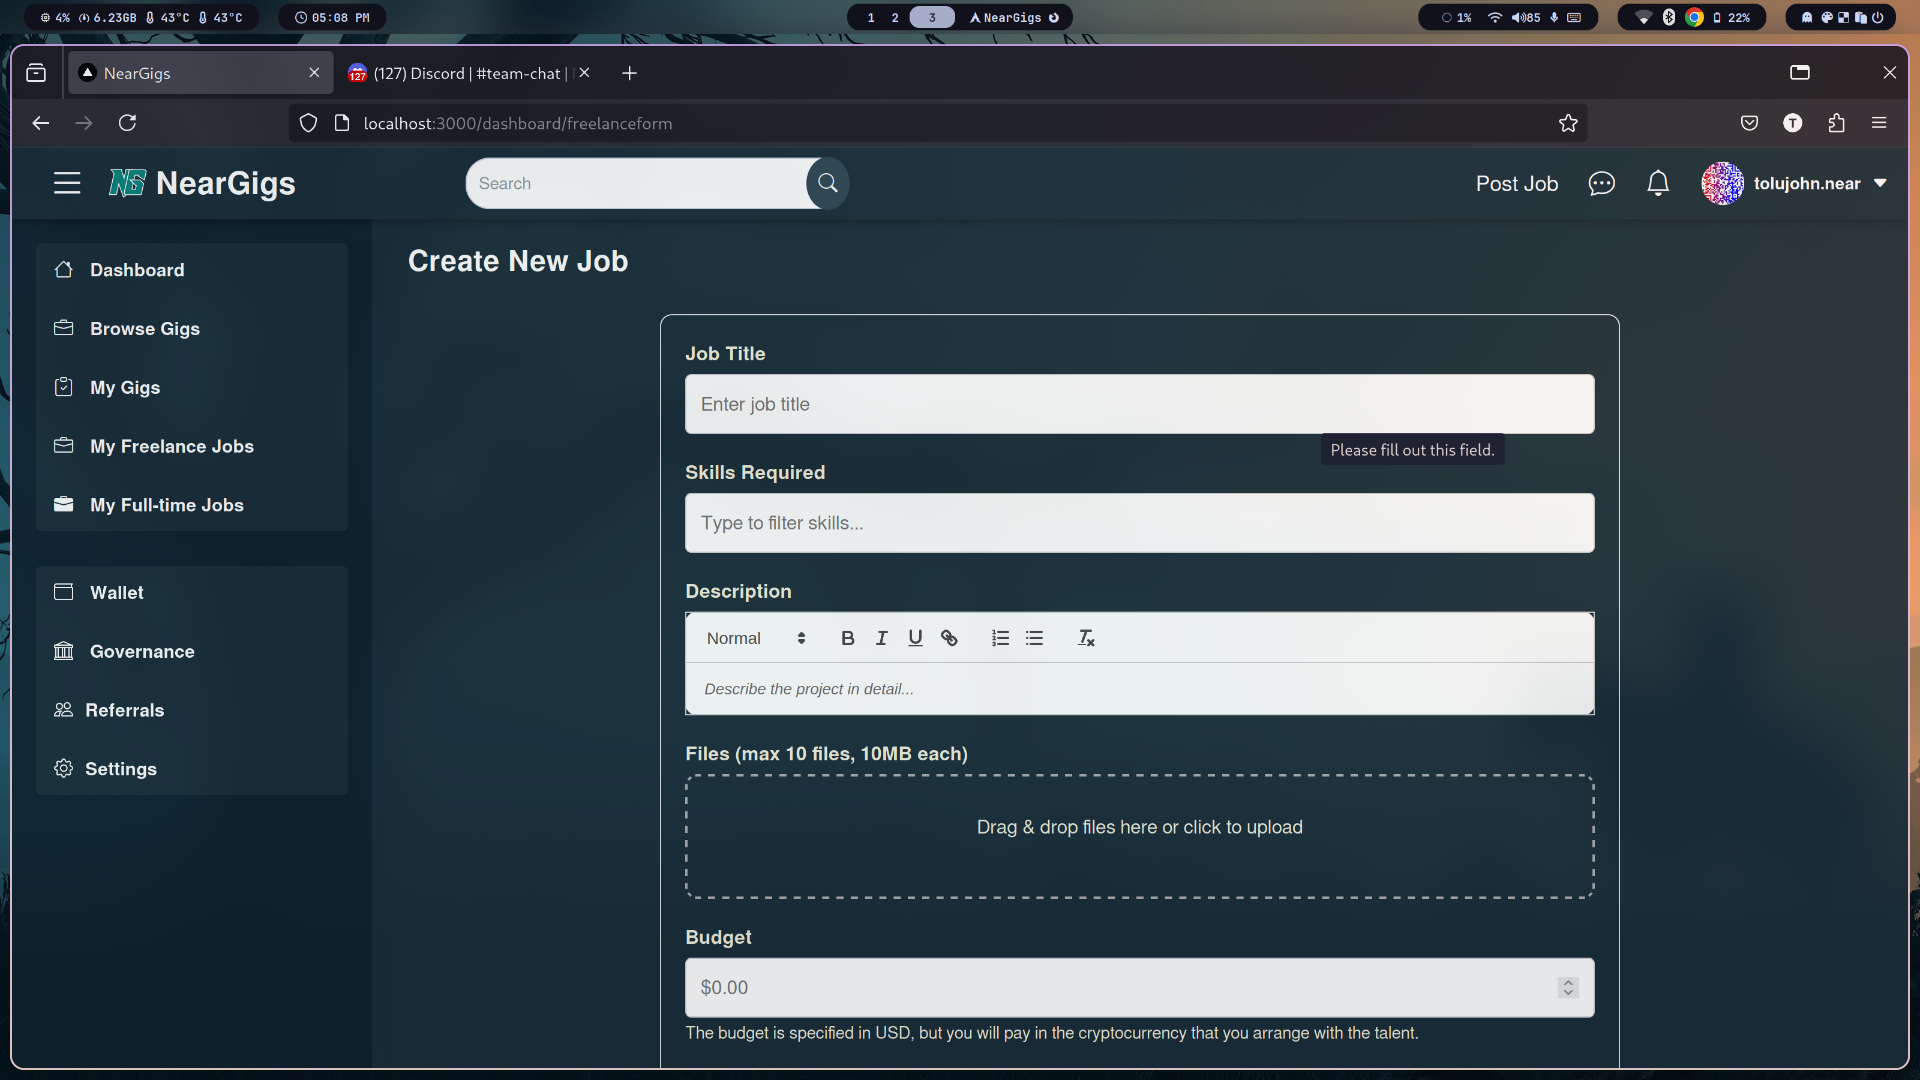 4% 6.23GB 43°C 43°C
05:08 PM
1 2 3 NearGigs
1% 85
22%
NearGigs
127 (127) Discord | #team-chat |
localhost:3000/dashboard/freelanceform
T
NG NearGigs
Search
Post Job
tolujohn.near
Dashboard
Browse Gigs
My Gigs
My Freelance Jobs
My Full-time Jobs
Wallet
Governance
Referrals
Settings
Create New Job
Job Title
Enter job title
Please fill out this field.
Skills Required
Type to filter skills...
Description
Normal B I U
Describe the project in detail...
Files (max 10 files, 10MB each)
Drag & drop files here or click to upload
Budget
$0.00
The budget is specified in USD, but you will pay in the cryptocurrency that you arrange with the talent.